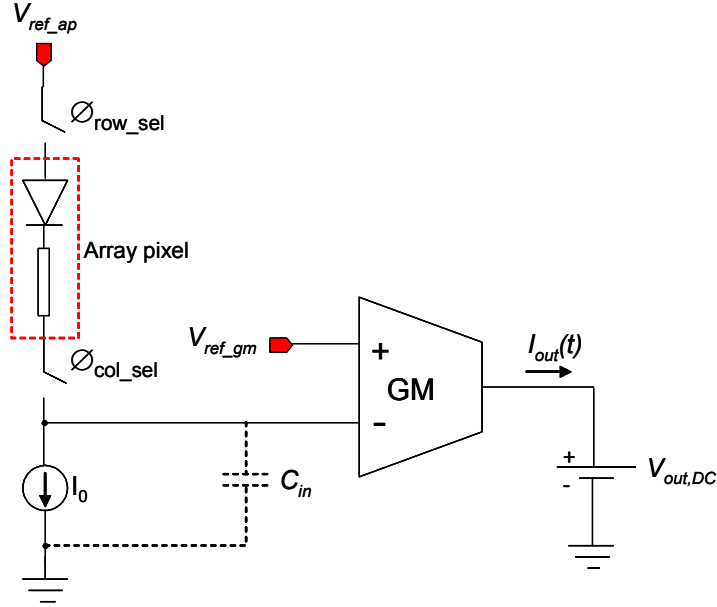 V_ref_ap
∅row_sel
Array pixel
∅col_sel
V_ref_gm
+
GM
-
I_out(t)
I_0
C_in
+
-
V_out,DC